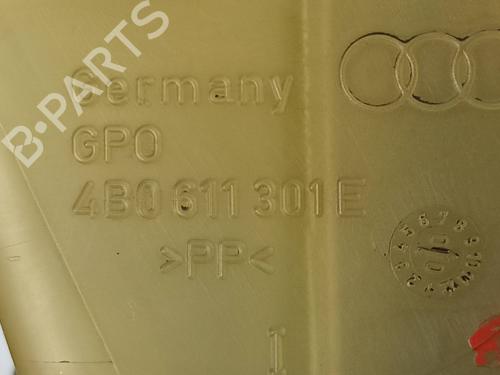 B-PARTS
Germany
GPO
4B0 611 301 E
>PP<